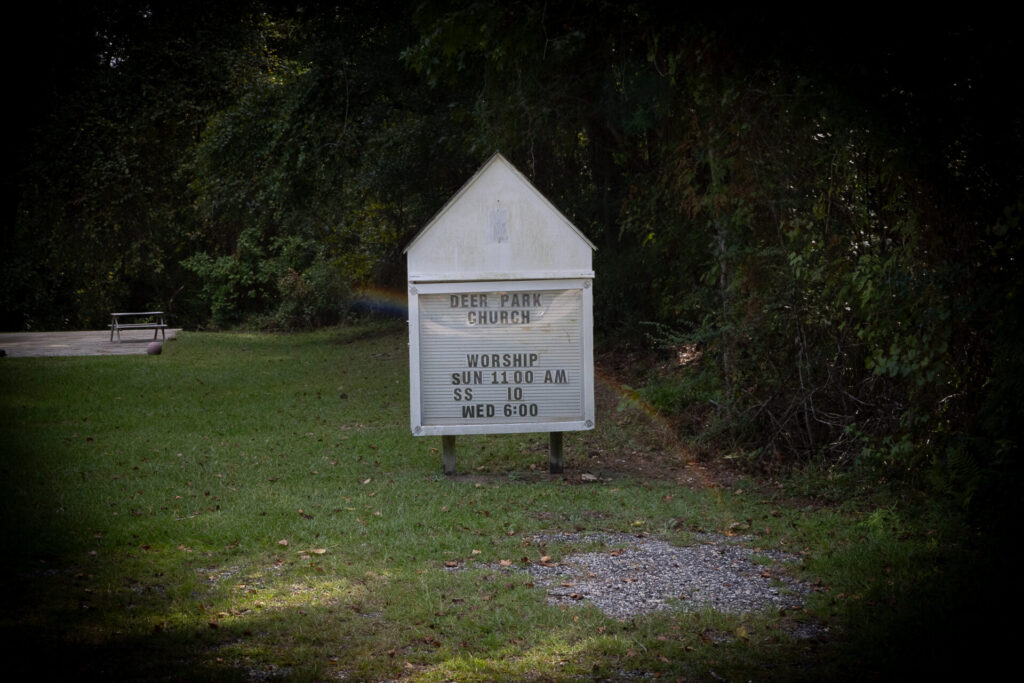 DEER PARK
CHURCH
WORSHIP
SUN 11 00 AM
SS 10
WED 6:00